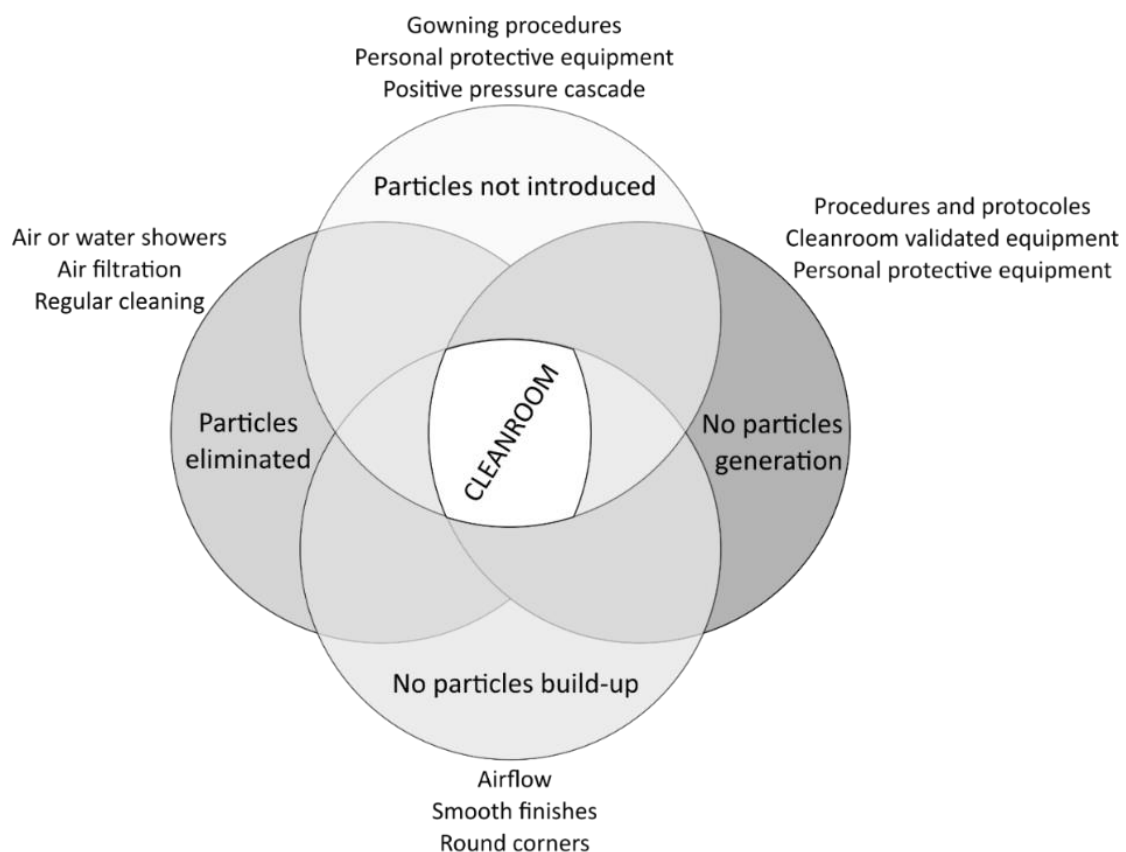 Gowning procedures
Personal protective equipment
Positive pressure cascade
Particles not introduced
Air or water showers
Air filtration
Regular cleaning
Procedures and protocoles
Cleanroom validated equipment
Personal protective equipment
Particles
eliminated
CLEANROOM
No particles
generation
No particles build-up
Airflow
Smooth finishes
Round corners